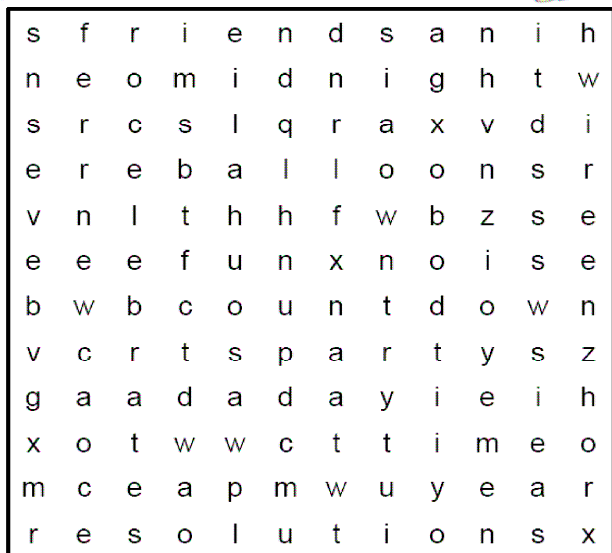 s f r i e n d s a n i h
n e o m i d n i g h t w
s r c s l q r a x v d i
e r e b a l l o o n s r
v n l t h h f w b z s e
e e e f u n x n o i s e
b w b c o u n t d o w n
v c r t s p a r t y s z
g a a d a d a y i e i h
x o t w w c t t i m e o
m c e a p m w u y e a r
r e s o l u t i o n s x